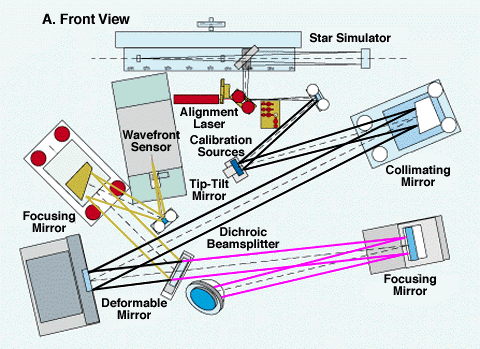 A. Front View
Star Simulator
Alignment
Laser
Wavefront
Sensor
Calibration
Sources
Tip-Tilt
Mirror
Collimating
Mirror
Focusing
Mirror
Dichroic
Beamsplitter
Focusing
Mirror
Deformable
Mirror